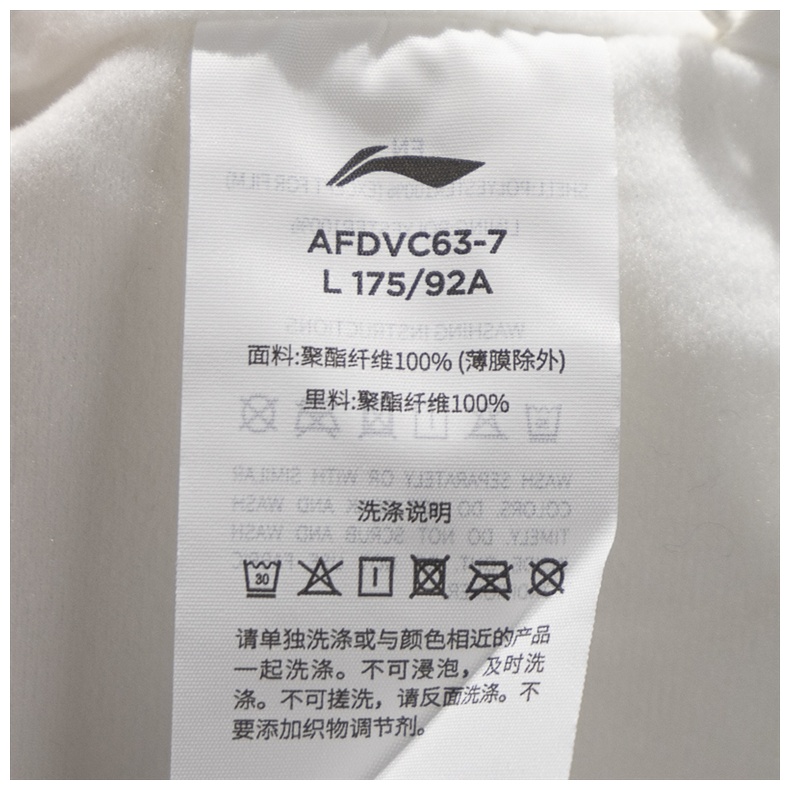 AFDVC63-7
L 175/92A
面料:聚酯纤维100% (薄膜除外)
里料:聚酯纤维100%
洗涤说明
30
请单独洗涤或与颜色相近的产品
一起洗涤。不可浸泡，及时洗
涤。不可搓洗，请反面洗涤。不
要添加织物调节剂。